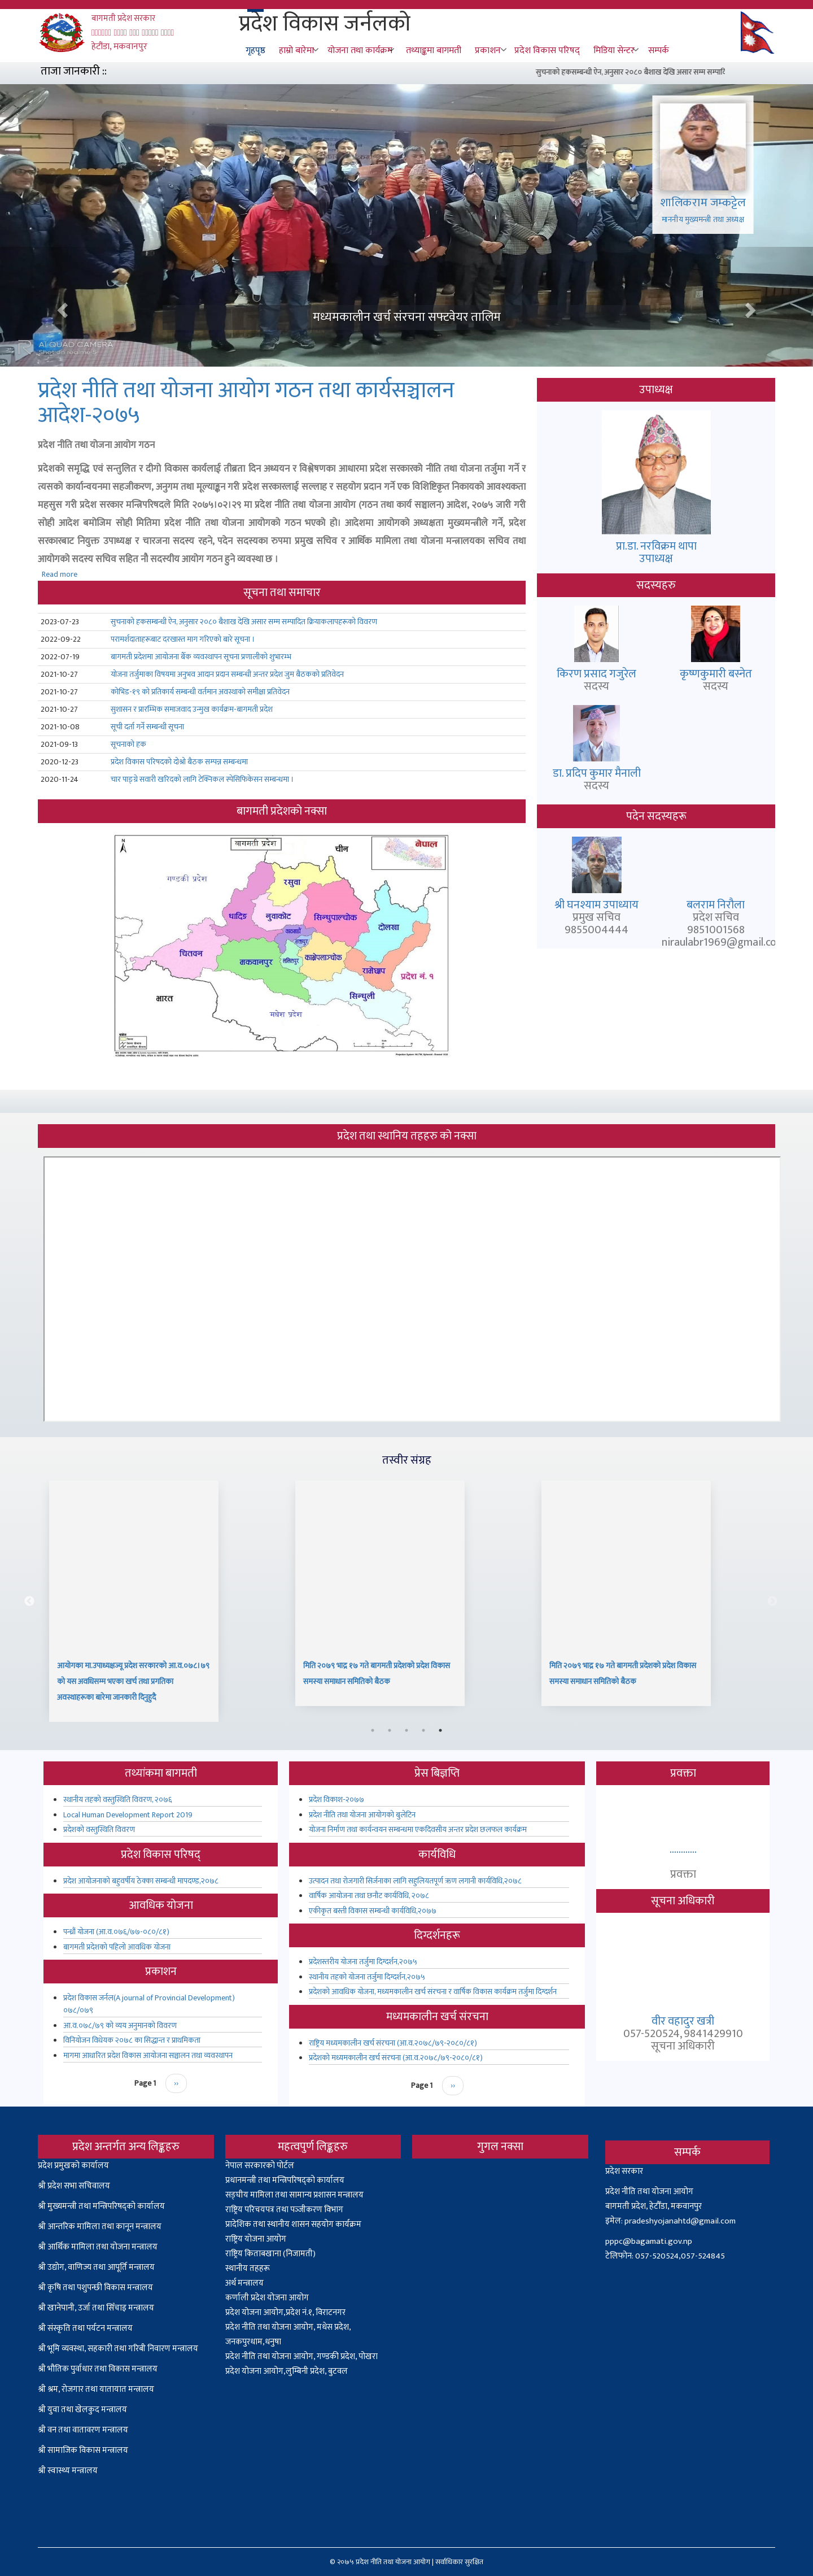 बागमती प्रदेश सरकार
हेटौंडा, मकवानपुर
प्रदेश विकास जर्नलको
गृहपृष्ठ
हाम्रो बारेमा
योजना तथा कार्यक्रम
तथ्याङ्कमा बागमती
प्रकाशन
प्रदेश विकास परिषद्
मिडिया सेन्टर
सम्पर्क
ताजा जानकारी ::
सुचनाको हकसम्बन्धी ऐन, अनुसार २०८० बैशाख देखि असार सम्म सम्पादि
शालिकराम जम्कट्टेल
माननीय मुख्यमन्त्री तथा अध्यक्ष
मध्यमकालीन खर्च संरचना सफ्टवेयर तालिम
AI QUAD CAMERA
प्रदेश नीति तथा योजना आयोग गठन तथा कार्यसञ्चालन
आदेश-२०७५
प्रदेश नीति तथा योजना आयोग गठन
प्रदेशको समृद्धि एवं सन्तुलित र दीगो विकास कार्यलाई तीब्रता दिन अध्ययन र विश्लेषणका आधारमा प्रदेश सरकारको नीति तथा योजना तर्जुमा गर्ने र
त्यसको कार्यान्वयनमा सहजीकरण, अनुगम तथा मूल्याङ्कन गरी प्रदेश सरकारलाई सल्लाह र सहयोग प्रदान गर्ने एक विशिष्टिकृत निकायको आवश्यकता
महसुस गरी प्रदेश सरकार मन्त्रिपरिषदले मिति २०७५।०२।२९ मा प्रदेश नीति तथा योजना आयोग (गठन तथा कार्य सञ्चालन) आदेश, २०७५ जारी गरी
सोही आदेश बमोजिम सोही मितिमा प्रदेश नीति तथा योजना आयोगको गठन भएको हो। आदेशमा आयोगको अध्यक्षता मुख्यमन्त्रीले गर्ने, प्रदेश
सरकारबाट नियुक्त उपाध्यक्ष र चारजना सदस्य रहने, पदेन सदस्यका रुपमा प्रमुख सचिव र आर्थिक मामिला तथा योजना मन्त्रालयका सचिव तथा
आयोगको सदस्य सचिव सहित नौ सदस्यीय आयोग गठन हुने व्यवस्था छ ।
Read more
सूचना तथा समाचार
2023-07-23 सुचनाको हकसम्बन्धी ऐन, अनुसार २०८० बैशाख देखि असार सम्म सम्पादित क्रियाकलापहरूको विवरण
2022-09-22 परामर्शदाताहरूबाट दरखास्त माग गरिएको बारे सूचना ।
2022-07-19 बागमती प्रदेशमा आयोजना बैंक व्यवस्थापन सूचना प्रणालीको शुभारम्भ
2021-10-27 योजना तर्जुमाका विषयमा अनुभव आदान प्रदान सम्बन्धी अन्तर प्रदेश जुम बैठकको प्रतिवेदन
2021-10-27 कोभिड-१९ को प्रतिकार्य सम्बन्धी वर्तमान अवस्थाको समीक्षा प्रतिवेदन
2021-10-27 सुशासन र प्रारम्भिक समाजवाद उन्मुख कार्यक्रम-बागमती प्रदेश
2021-10-08 सूची दर्ता गर्ने सम्बन्धी सूचना
2021-09-13 सूचनाको हक
2020-12-23 प्रदेश विकास परिषदको दोश्रो बैठक सम्पन्न सम्बन्धमा
2020-11-24 चार पाङ्ग्रे सवारी खरिदको लागि टेक्निकल स्पेसिफिकेसन सम्बन्धमा ।
बागमती प्रदेशको नक्सा
बागमती प्रदेश
नेपाल
चीन
गण्डकी प्रदेश
रसुवा
धादिङ
नुवाकोट
सिन्धुपाल्चोक
दोलखा
चितवन
मकवानपुर
ललितपुर
काभ्रेपलाञ्चोक
रामेछाप
प्रदेश नं. १
सिन्धुली
भारत
मधेश प्रदेश
उपाध्यक्ष
प्रा.डा. नरविक्रम थापा
उपाध्यक्ष
सदस्यहरु
किरण प्रसाद गजुरेल
सदस्य
कृष्णकुमारी बस्नेत
सदस्य
डा. प्रदिप कुमार मैनाली
सदस्य
पदेन सदस्यहरू
श्री घनश्याम उपाध्याय
प्रमुख सचिव
9855004444
बलराम निरौला
प्रदेश सचिव
9851001568
niraulabr1969@gmail.co
प्रदेश तथा स्थानिय तहहरु को नक्सा
तस्वीर संग्रह
आयोगका मा.उपाध्यक्षज्यू प्रदेश सरकारको आ.व.०७८।७९
को यस अवधिसम्म भएका खर्च तथा प्रगतिका
अवस्थाहरूका बारेमा जानकारी दिनुहुदै
मिति २०७९ भाद्र १७ गते बागमती प्रदेशको प्रदेश विकास
समस्या समाधान समितिको बैठक
मिति २०७९ भाद्र १७ गते बागमती प्रदेशको प्रदेश विकास
समस्या समाधान समितिको बैठक
तथ्यांकमा बागमती
स्थानीय तहको वस्तुस्थिति विवरण, २०७६
Local Human Development Report 2019
प्रदेशको वस्तुस्थिति विवरण
प्रदेश विकास परिषद्
प्रदेश आयोजनाको बहुवर्षीय ठेक्का सम्बन्धी मापदण्ड,२०७८
आवधिक योजना
पन्ध्रौं योजना (आ.व.०७६/७७-०८०/८१)
बागमती प्रदेशको पहिलो आवधिक योजना
प्रकाशन
प्रदेश विकास जर्नल(A journal of Provincial Development)
०७८/०७९
आ.व.०७८/७९ को व्यय अनुमानको विवरण
विनियोजन विधेयक २०७८ का सिद्धान्त र प्राथमिकता
मागमा आधारित प्रदेश विकास आयोजना सञ्चालन तथा व्यवस्थापन
Page 1 ››
प्रेस बिज्ञप्ति
प्रदेश विकाश-२०७७
प्रदेश नीति तथा योजना आयोगको बुलेटिन
योजना निर्माण तथा कार्यन्वयन सम्बन्धमा एकदिवसीय अन्तर प्रदेश छलफल कार्यक्रम
कार्यविधि
उत्पादन तथा रोजगारी सिर्जनाका लागि सहुलियतपूर्ण ऋण लगानी कार्यविधि,२०७८
वार्षिक आयोजना तथा छनौट कार्यविधि, २०७८
एकीकृत बस्ती विकास सम्बन्धी कार्यविधि,२०७७
दिग्दर्शनहरू
प्रदेशस्तरीय योजना तर्जुमा दिग्दर्शन,२०७५
स्थानीय तहको योजना तर्जुमा दिग्दर्शन,२०७५
प्रदेशको आवधिक योजना, मध्यमकालीन खर्च संरचना र वार्षिक विकास कार्यक्रम तर्जुमा दिग्दर्शन
मध्यमकालीन खर्च संरचना
राष्ट्रिय मध्यमकालीन खर्च संरचना (आ.व.२०७८/७९-२०८०/८१)
प्रदेशको मध्यमकालीन खर्च संरचना (आ.व.२०७८/७९-२०८०/८१)
Page 1 ››
प्रवक्ता
.............
प्रवक्ता
सूचना अधिकारी
वीर वहादुर खत्री
057-520524, 9841429910
सूचना अधिकारी
प्रदेश अन्तर्गत अन्य लिङ्कहरु
प्रदेश प्रमुखको कार्यालय
श्री प्रदेश सभा सचिवालय
श्री मुख्यमन्त्री तथा मन्त्रिपरिषद्को कार्यालय
श्री आन्तरिक मामिला तथा कानून मन्त्रालय
श्री आर्थिक मामिला तथा योजना मन्त्रालय
श्री उद्योग, वाणिज्य तथा आपूर्ति मन्त्रालय
श्री कृषि तथा पशुपन्छी विकास मन्त्रालय
श्री खानेपानी, उर्जा तथा सिंचाइ मन्त्रालय
श्री संस्कृति तथा पर्यटन मन्त्रालय
श्री भूमि व्यवस्था, सहकारी तथा गरिबी निवारण मन्त्रालय
श्री भौतिक पुर्वाधार तथा विकास मन्त्रालय
श्री श्रम, रोजगार तथा यातायात मन्त्रालय
श्री युवा तथा खेलकुद मन्त्रालय
श्री वन तथा वातावरण मन्त्रालय
श्री सामाजिक विकास मन्त्रालय
श्री स्वास्थ्य मन्त्रालय
महत्वपुर्ण लिङ्कहरु
नेपाल सरकारको पोर्टल
प्रधानमन्त्री तथा मन्त्रिपरिषद्को कार्यालय
सङ्घीय मामिला तथा सामान्य प्रशासन मन्त्रालय
राष्ट्रिय परिचयपत्र तथा पञ्जीकरण विभाग
प्रादेशिक तथा स्थानीय शासन सहयोग कार्यक्रम
राष्ट्रिय योजना आयोग
राष्ट्रिय किताबखाना (निजामती)
स्थानीय तहहरू
अर्थ मन्त्रालय
कर्णाली प्रदेश योजना आयोग
प्रदेश योजना आयोग,प्रदेश नं.१, विराटनगर
प्रदेश नीति तथा योजना आयोग, मधेस प्रदेश,
जनकपुरधाम,धनुषा
प्रदेश नीति तथा योजना आयोग, गण्डकी प्रदेश, पोखरा
प्रदेश योजना आयोग,लुम्बिनी प्रदेश, बुटवल
गुगल नक्सा
सम्पर्क
प्रदेश सरकार
प्रदेश नीति तथा योजना आयोग
बागमती प्रदेश, हेटौँडा, मकवानपुर
इमेल: pradeshyojanahtd@gmail.com
pppc@bagamati.gov.np
टेलिफोन: 057-520524,057-524845
© २०७५ प्रदेश नीति तथा योजना आयोग | सर्वाधिकार सुरक्षित